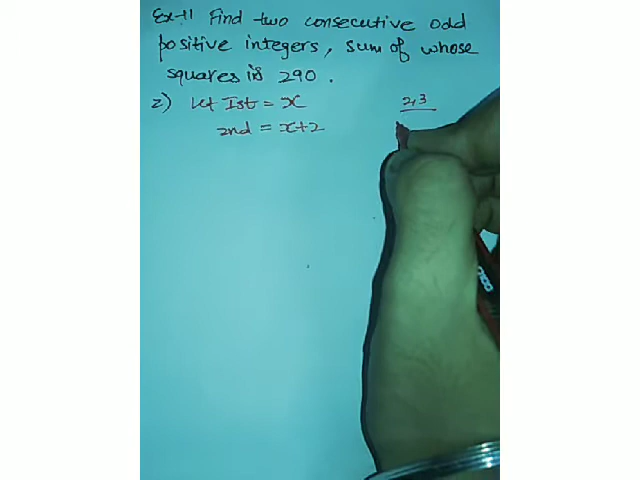 Ex-11 Find two consecutive odd
positive integers, sum of whose
squares is 290.
2) Let Ist = x
2,3
2nd = x+2